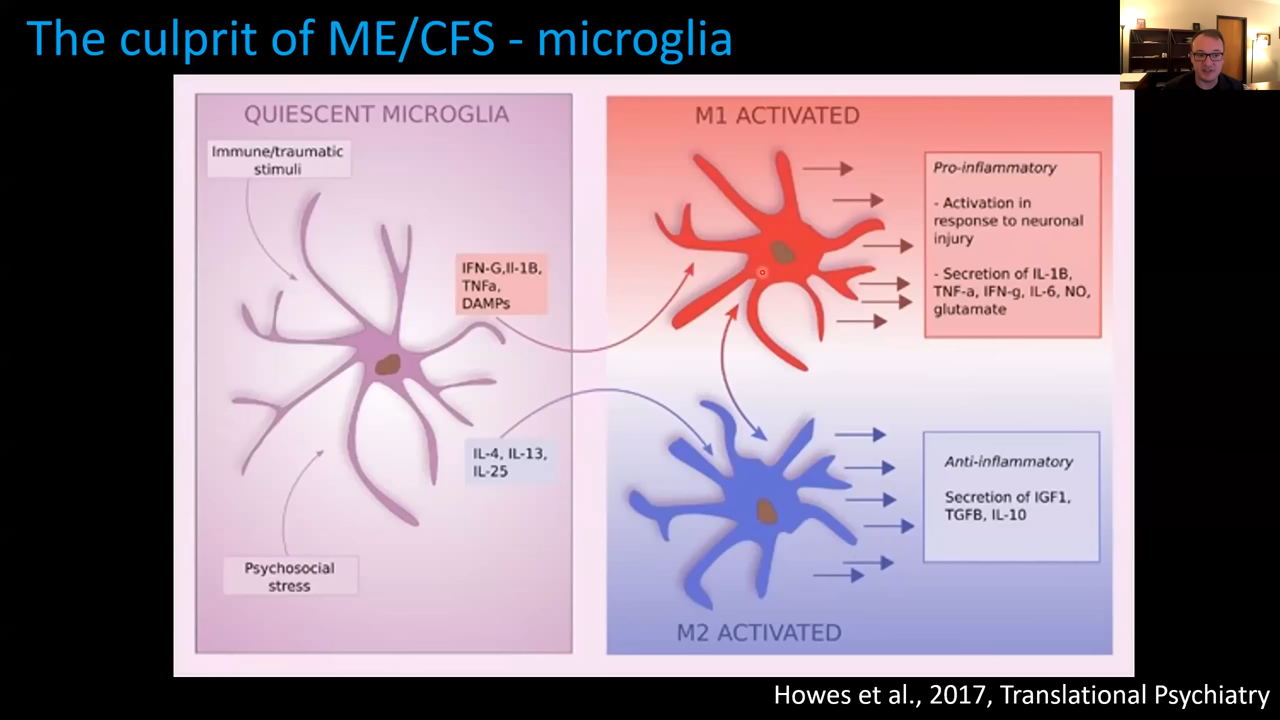 The culprit of ME/CFS - microglia
QUIESCENT MICROGLIA
Immune/traumatic
stimuli
IFN-G,Il-1B,
TNFa,
DAMPs
IL-4, IL-13,
IL-25
Psychosocial
stress
M1 ACTIVATED
Pro-inflammatory
- Activation in
response to neuronal
injury
- Secretion of IL-1B,
TNF-a, IFN-g, IL-6, NO,
glutamate
Anti-inflammatory
Secretion of IGF1,
TGFB, IL-10
M2 ACTIVATED
Howes et al., 2017, Translational Psychiatry